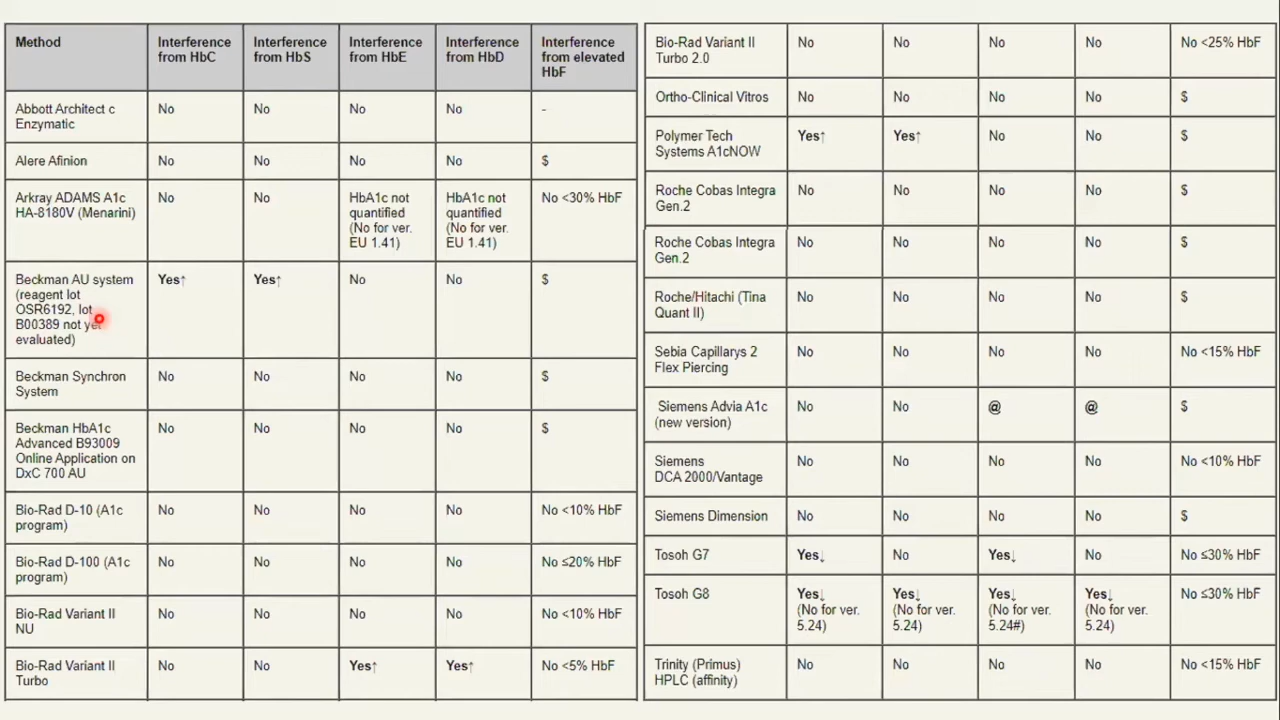 Method
Interference from HbC
Interference from HbS
Interference from HbE
Interference from HbD
Interference from elevated HbF
Abbott Architect c Enzymatic
No
No
No
No
-
Alere Afinion
No
No
No
No
$
Arkray ADAMS A1c HA-8180V (Menarini)
No
No
HbA1c not quantified (No for ver. EU 1.41)
HbA1c not quantified (No for ver. EU 1.41)
No <30% HbF
Beckman AU system (reagent lot OSR6192, lot B00389 not yet evaluated)
Yes↑
Yes↑
No
No
$
Beckman Synchron System
No
No
No
No
$
Beckman HbA1c Advanced B93009 Online Application on DxC 700 AU
No
No
No
No
$
Bio-Rad D-10 (A1c program)
No
No
No
No
No <10% HbF
Bio-Rad D-100 (A1c program)
No
No
No
No
No ≤20% HbF
Bio-Rad Variant II NU
No
No
No
No
No <10% HbF
Bio-Rad Variant II Turbo
No
No
Yes↑
Yes↑
No <5% HbF
Bio-Rad Variant II Turbo 2.0
No
No
No
No
No <25% HbF
Ortho-Clinical Vitros
No
No
No
No
$
Polymer Tech Systems A1cNOW
Yes↑
Yes↑
No
No
$
Roche Cobas Integra Gen.2
No
No
No
No
$
Roche Cobas Integra Gen.2
No
No
No
No
$
Roche/Hitachi (Tina Quant II)
No
No
No
No
$
Sebia Capillarys 2 Flex Piercing
No
No
No
No
No <15% HbF
Siemens Advia A1c (new version)
No
No
@
@
$
Siemens DCA 2000/Vantage
No
No
No
No
No <10% HbF
Siemens Dimension
No
No
No
No
$
Tosoh G7
Yes↓
No
Yes↓
No
No ≤30% HbF
Tosoh G8
Yes↓ (No for ver. 5.24)
Yes↓ (No for ver. 5.24)
Yes↓ (No for ver. 5.24#)
Yes↓ (No for ver. 5.24)
No ≤30% HbF
Trinity (Primus) HPLC (affinity)
No
No
No
No
No <15% HbF